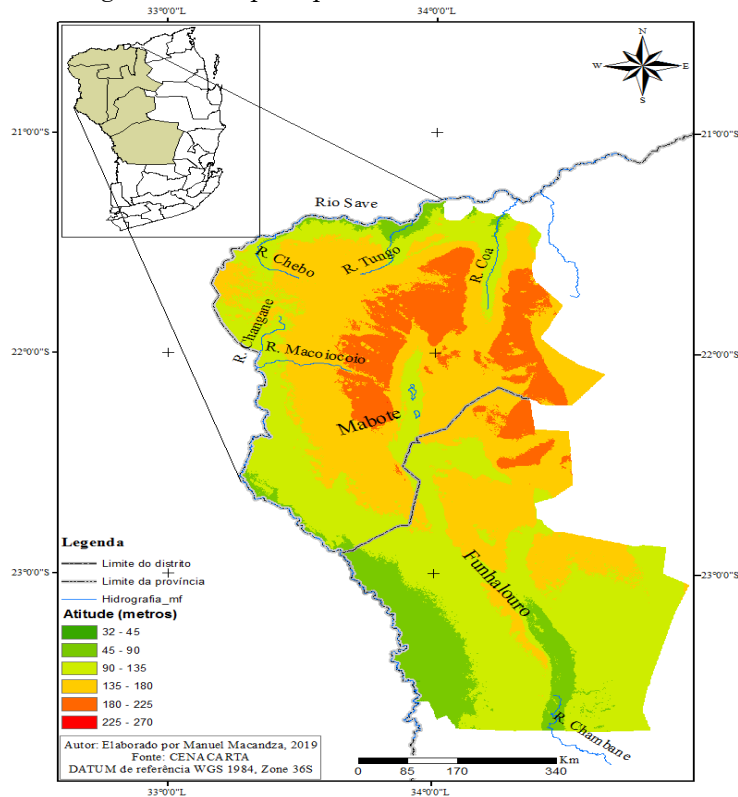 33°0'0"L 34°0'0"L
N
W E
S
21°0'0"S 21°0'0"S
Rio Save
R. Chebo
R. Tungo
R. Coa
R. Changane
22°0'0"S 22°0'0"S
R. Macoiocoio
Mabote
Legenda
Limite do distrito
23°0'0"S 23°0'0"S
Limite da província
Funhalouro
Hidrografia_mf
Atitude (metros)
32 - 45
45 - 90
90 - 135
135 - 180
180 - 225
225 - 270
R. Chambane
Autor: Elaborado por Manuel Macandza, 2019
Fonte: CENACARTA
DATUM de referência WGS 1984, Zone 36S
Km
0 85 170 340
33°0'0"L 34°0'0"L